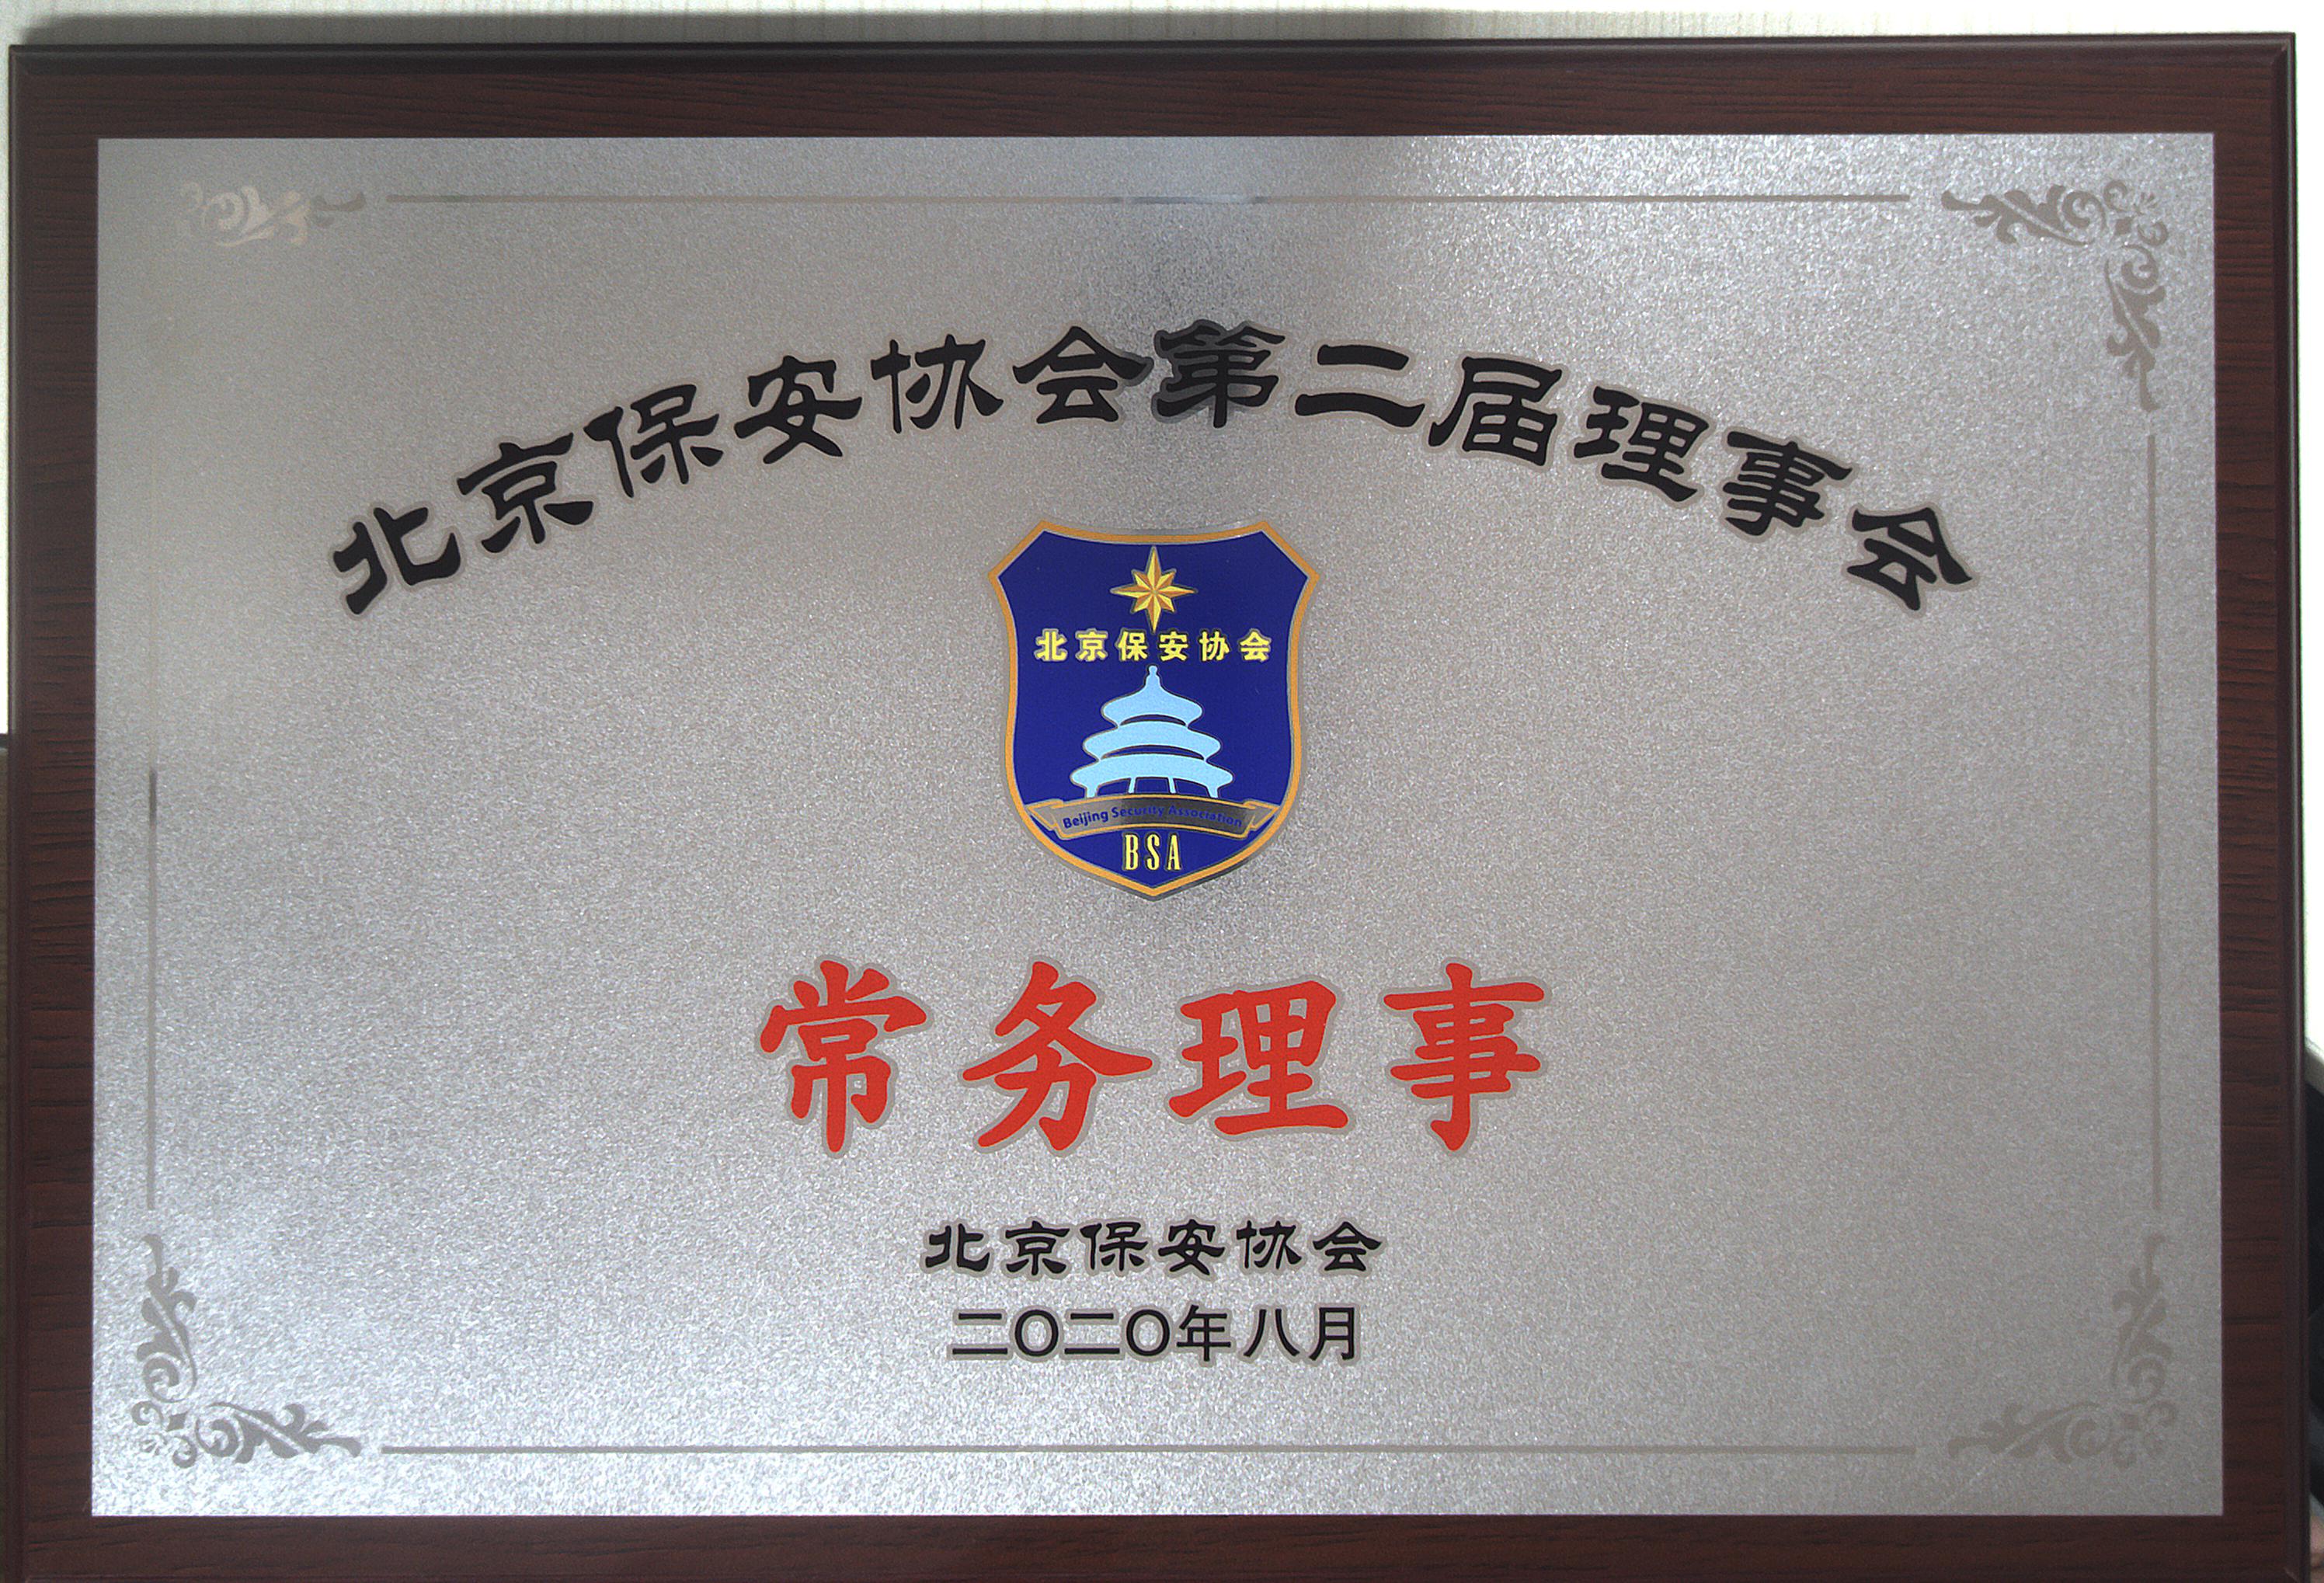 北京保安协会第二届理事会
北京保安协会
Beijing Security Association
BSA
常务理事
北京保安协会
二〇二〇年八月